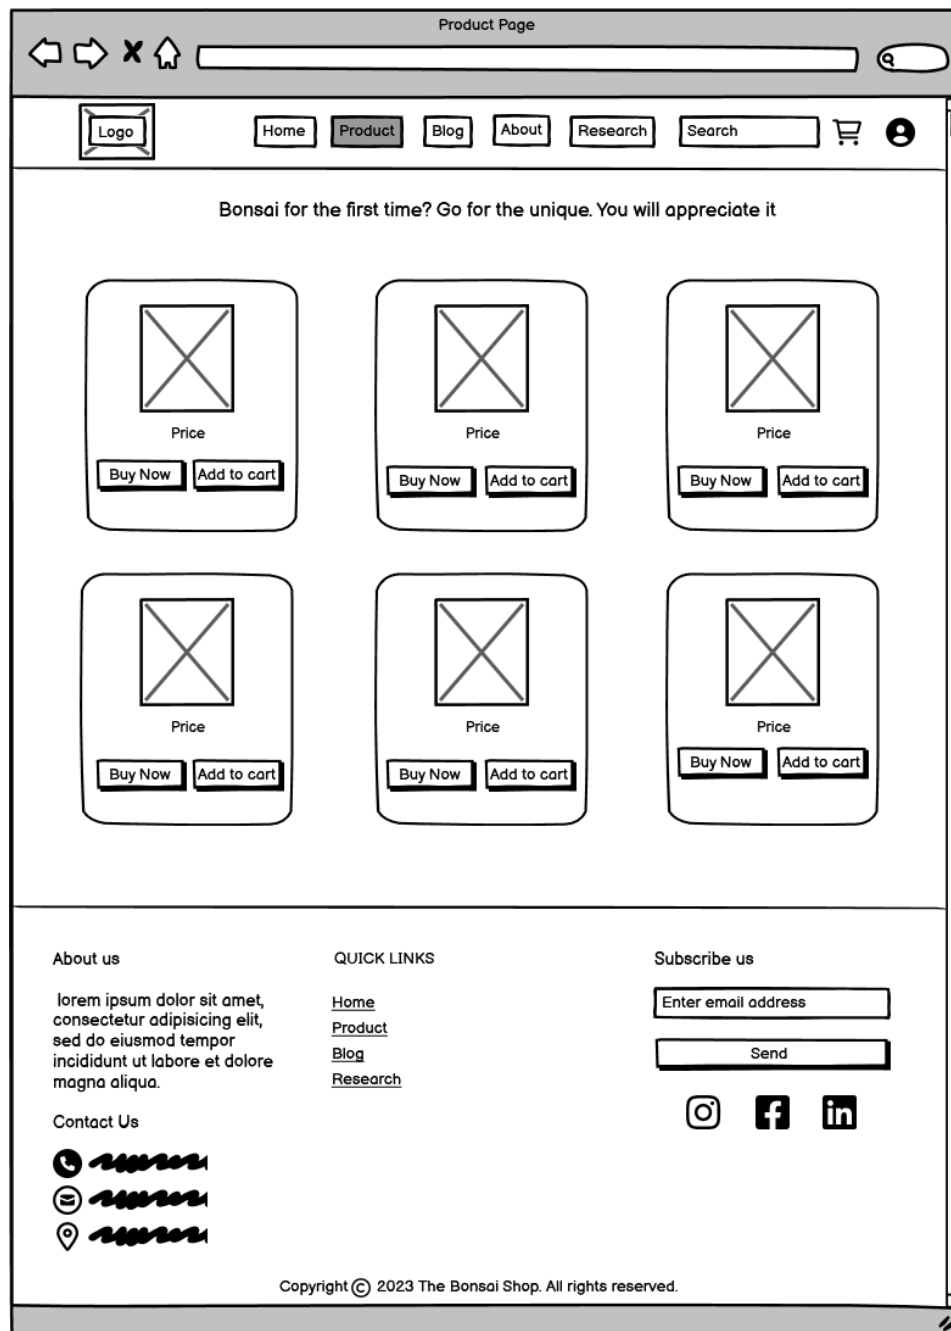 Product Page
Logo
Home
Product
Blog
About
Research
Search
Bonsai for the first time? Go for the unique. You will appreciate it
Price
Price
Price
Buy Now
Add to cart
Buy Now
Add to cart
Buy Now
Add to cart
Price
Price
Price
Buy Now
Add to cart
Buy Now
Add to cart
Buy Now
Add to cart
About us
lorem ipsum dolor sit amet,
consectetur adipisicing elit,
sed do eiusmod tempor
incididunt ut labore et dolore
magna aliqua.
Contact Us
QUICK LINKS
Home
Product
Blog
Research
Subscribe us
Enter email address
Send
Copyright © 2023 The Bonsai Shop. All rights reserved.